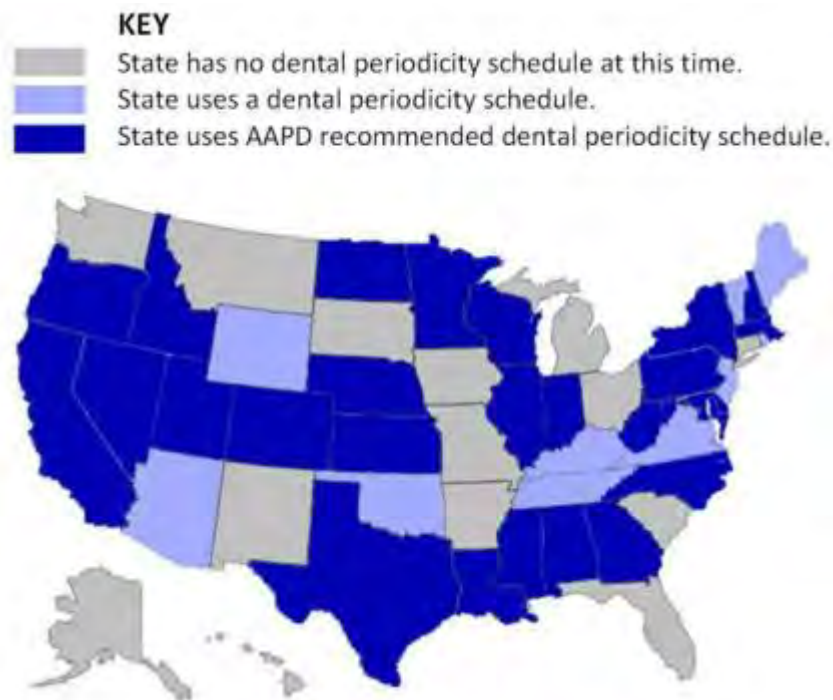 KEY
State has no dental periodicity schedule at this time.
State uses a dental periodicity schedule.
State uses AAPD recommended dental periodicity schedule.